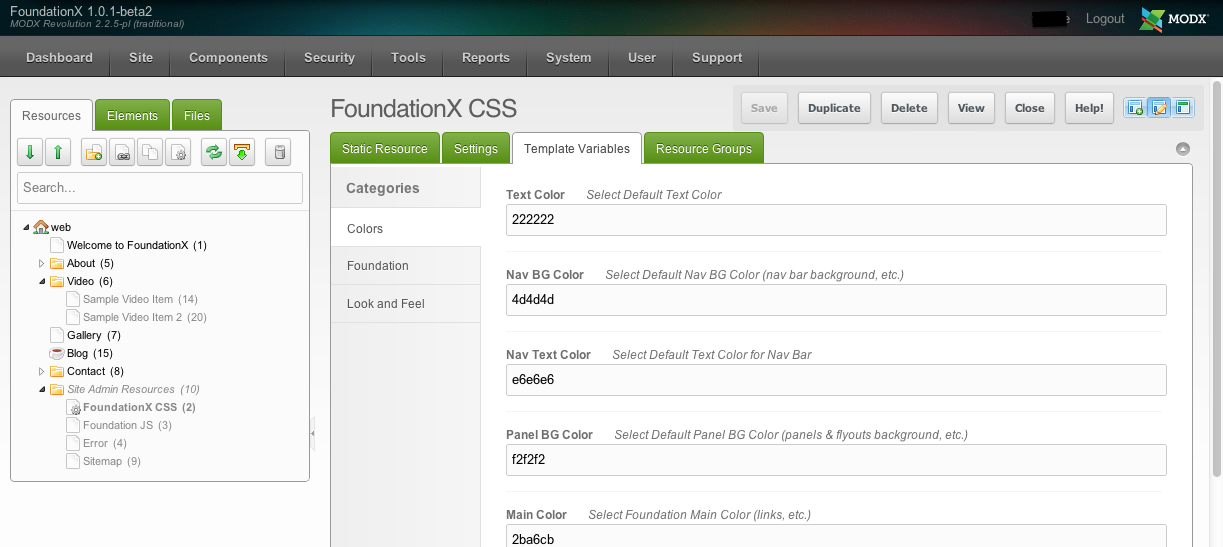 FoundationX 1.0.1-beta2
MODX Revolution 2.2.5-pl (traditional)
Logout
MODX
Dashboard Site Components Security Tools Reports System User Support
Resources Elements Files
Search...
web
Welcome to FoundationX (1)
About (5)
Video (6)
Sample Video Item (14)
Sample Video Item 2 (20)
Gallery (7)
Blog (15)
Contact (8)
Site Admin Resources (10)
FoundationX CSS (2)
Foundation JS (3)
Error (4)
Sitemap (9)
FoundationX CSS
Save Duplicate Delete View Close Help!
Static Resource Settings Template Variables Resource Groups
Categories
Colors
Foundation
Look and Feel
Text Color Select Default Text Color
222222
Nav BG Color Select Default Nav BG Color (nav bar background, etc.)
4d4d4d
Nav Text Color Select Default Text Color for Nav Bar
e6e6e6
Panel BG Color Select Default Panel BG Color (panels & flyouts background, etc.)
f2f2f2
Main Color Select Foundation Main Color (links, etc.)
2ba6cb